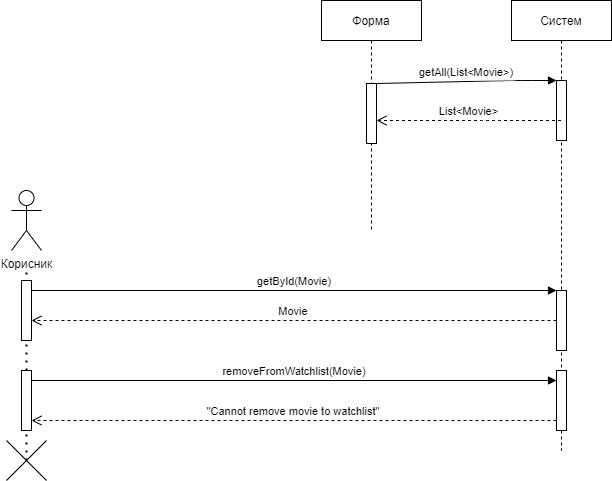 Форма
Систем
getAll(List<Movie>)
List<Movie>
Корисник
getById(Movie)
Movie
removeFromWatchlist(Movie)
"Cannot remove movie to watchlist"